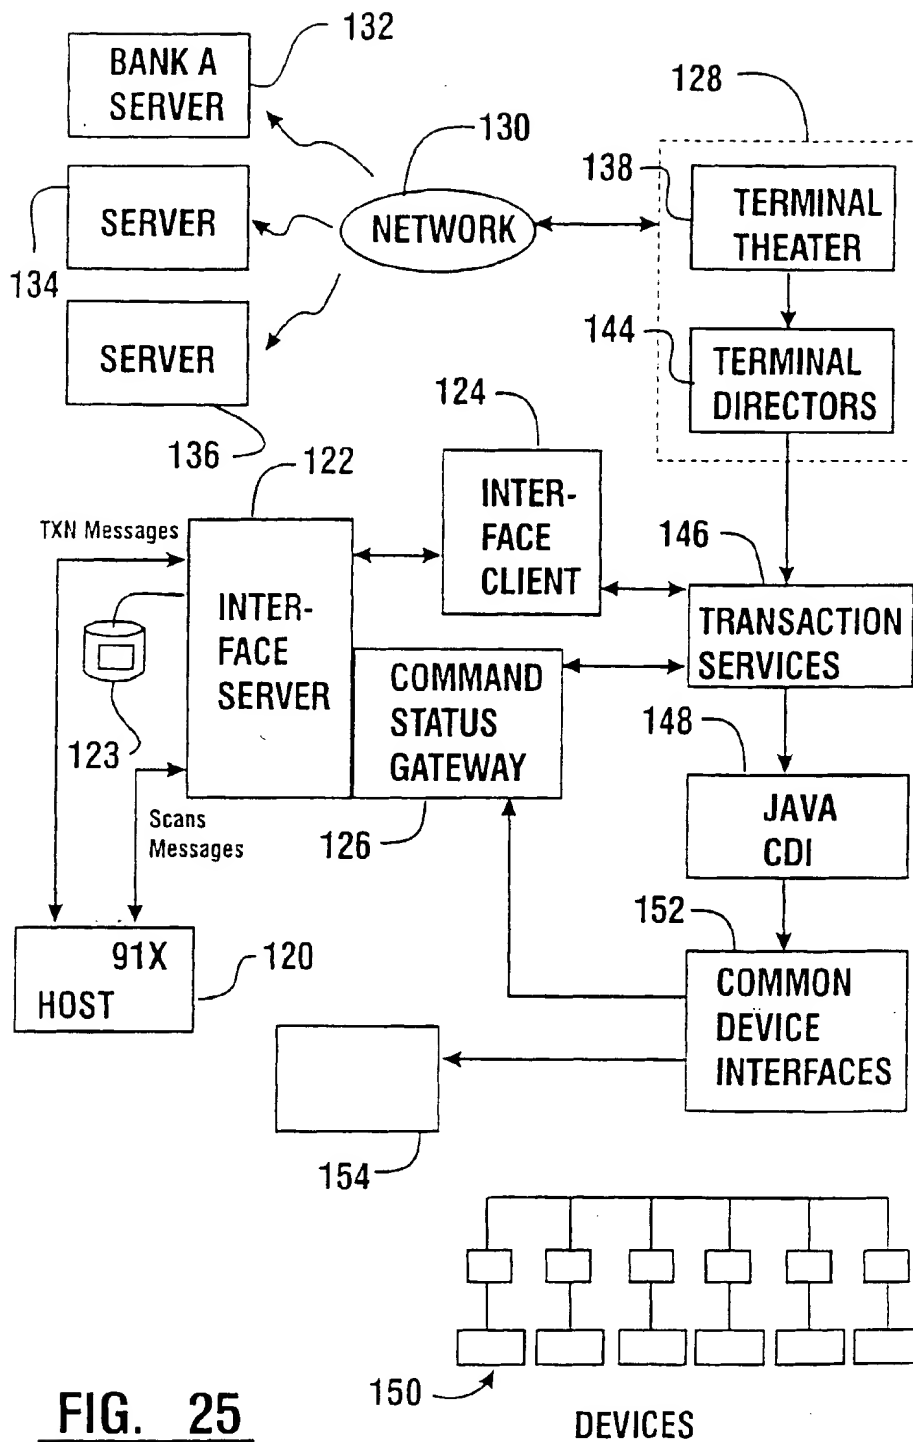 132
BANK A
SERVER
128
130
138
TERMINAL
THEATER
SERVER
NETWORK
134
144
SERVER
TERMINAL
DIRECTORS
124
136
122
INTER-
FACE
CLIENT
TXN Messages
146
INTER-
FACE
SERVER
TRANSACTION
SERVICES
COMMAND
STATUS
GATEWAY
123
148
Scans
Messages
126
JAVA
CDI
152
91X
HOST
120
COMMON
DEVICE
INTERFACES
154
150
DEVICES
FIG. 25